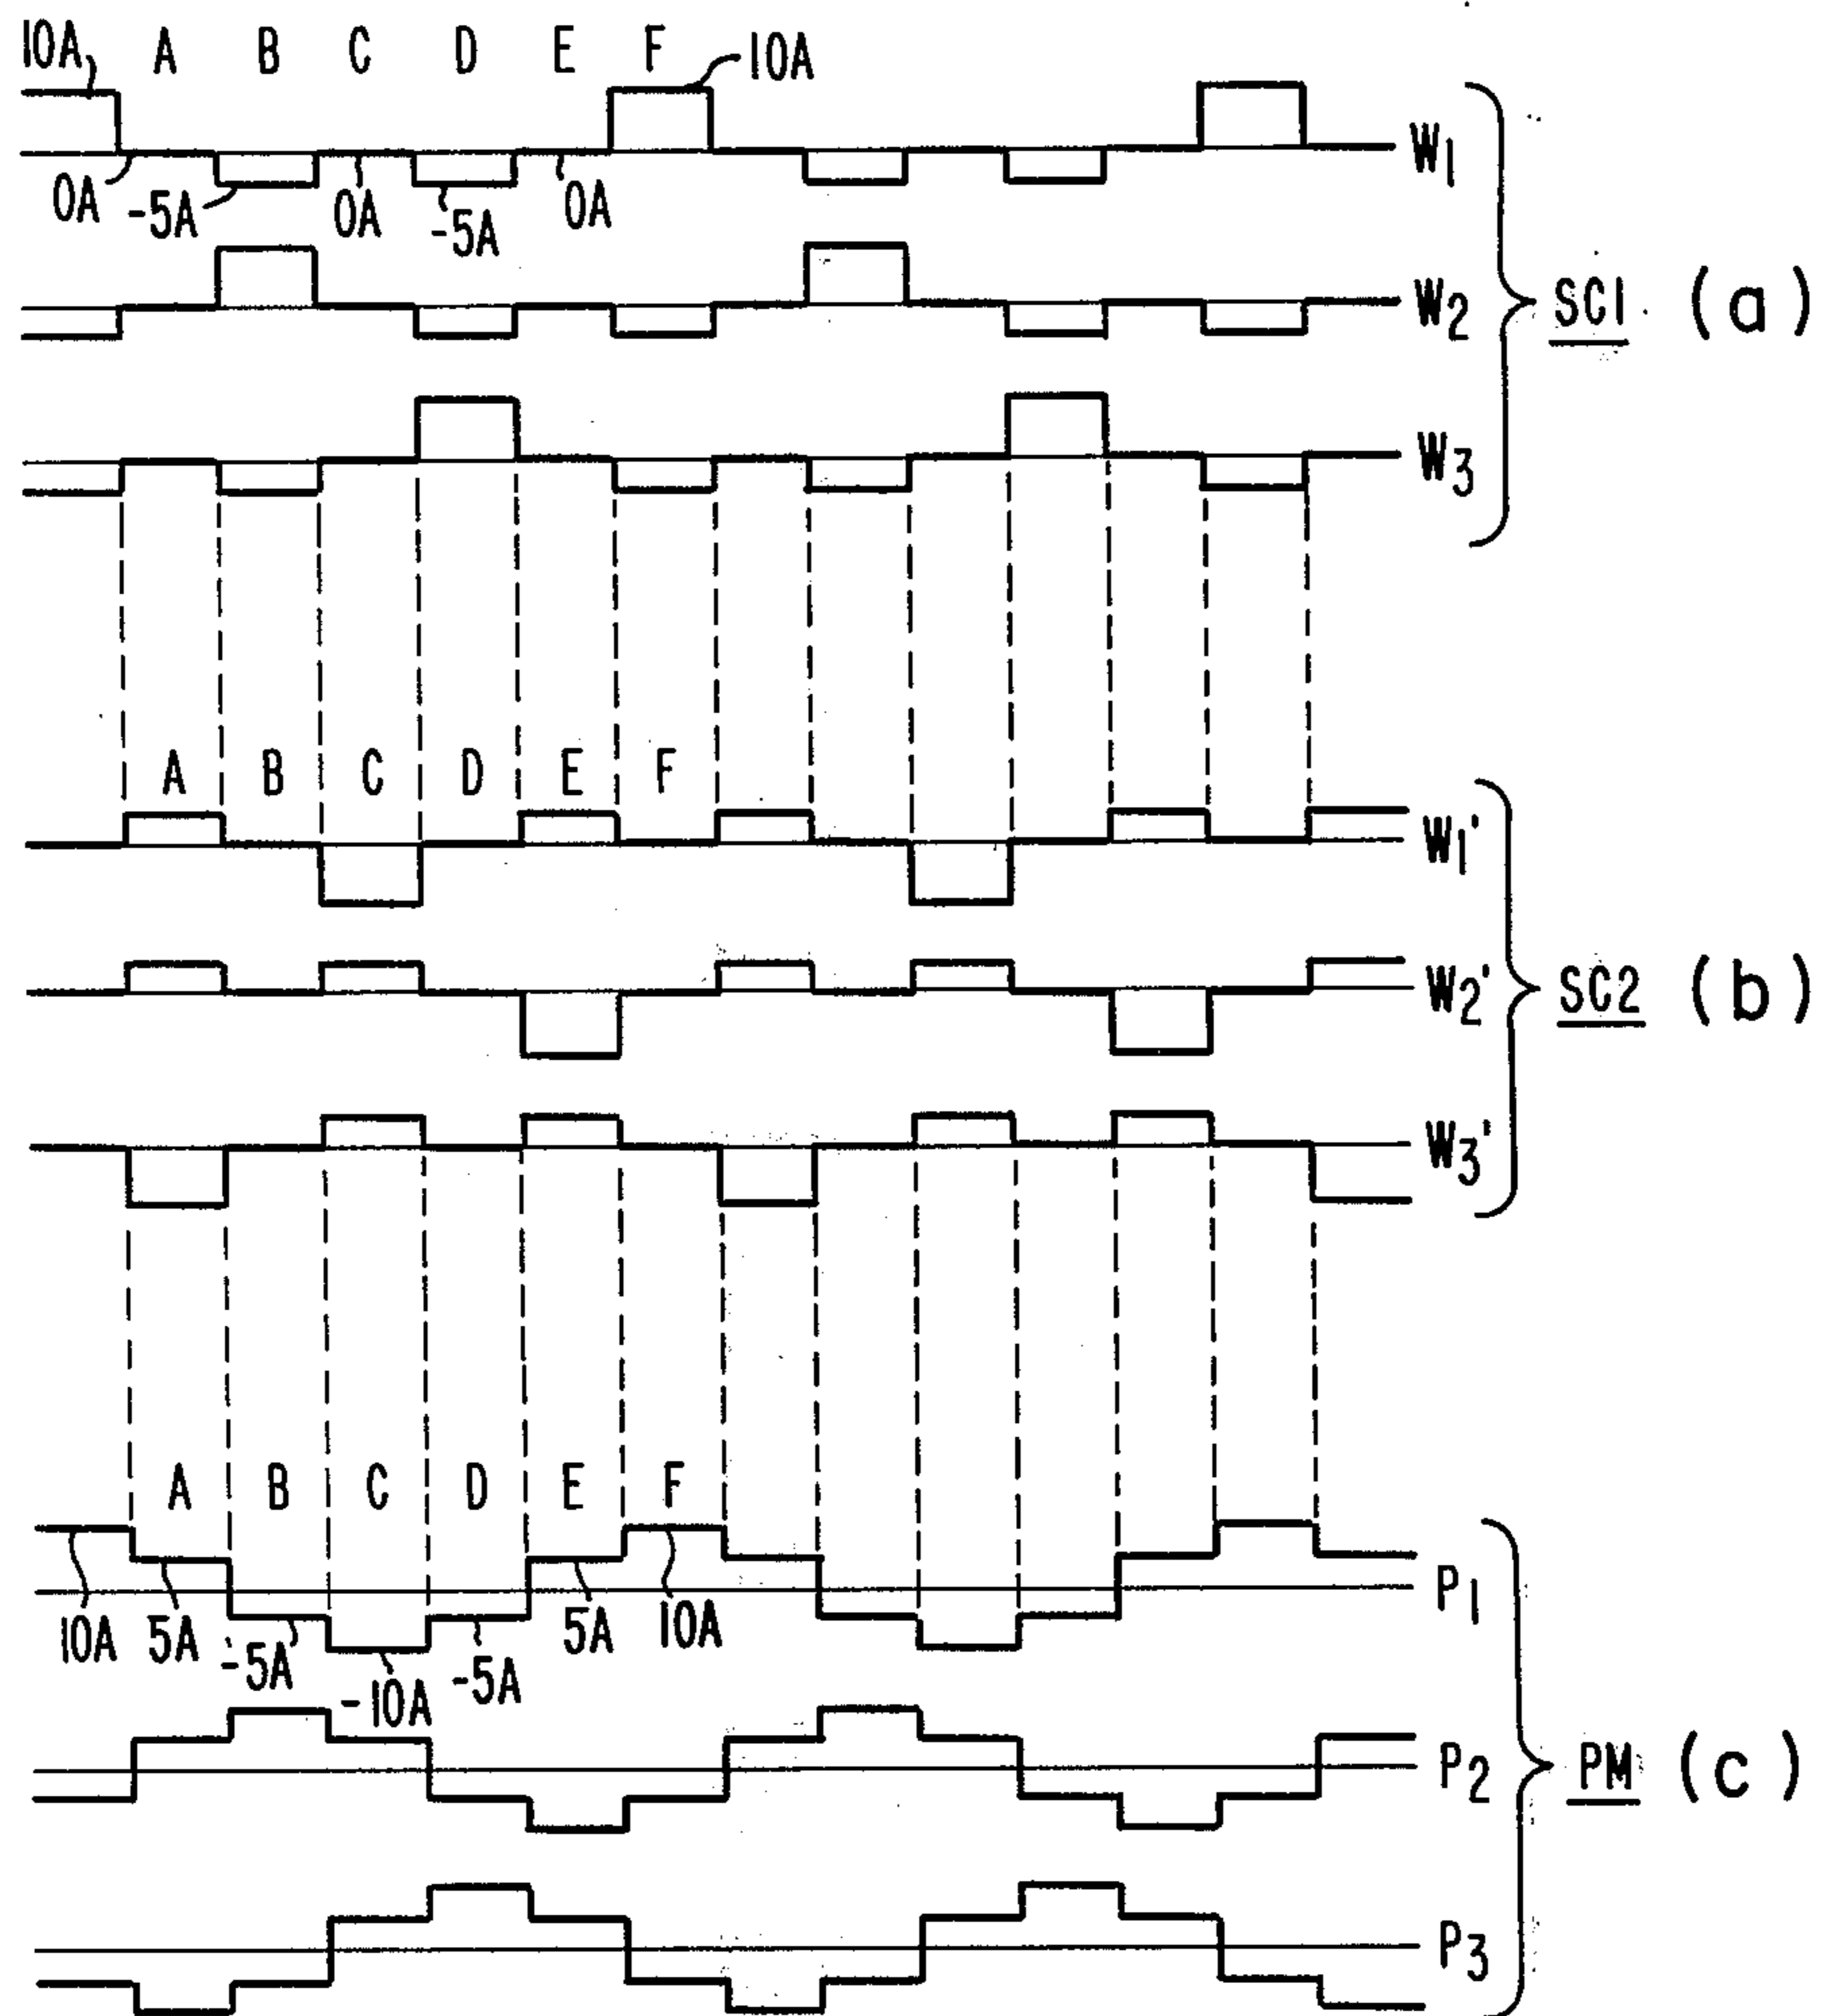 10A A B C D E F 10A
W1
0A -5A 0A -5A 0A
W2 SC1 (a)
W3
A B C D E F
W1'
W2' SC2 (b)
W3'
A B C D E F
P1
10A 5A -5A -10A -5A 5A 10A
P2 PM (c)
P3